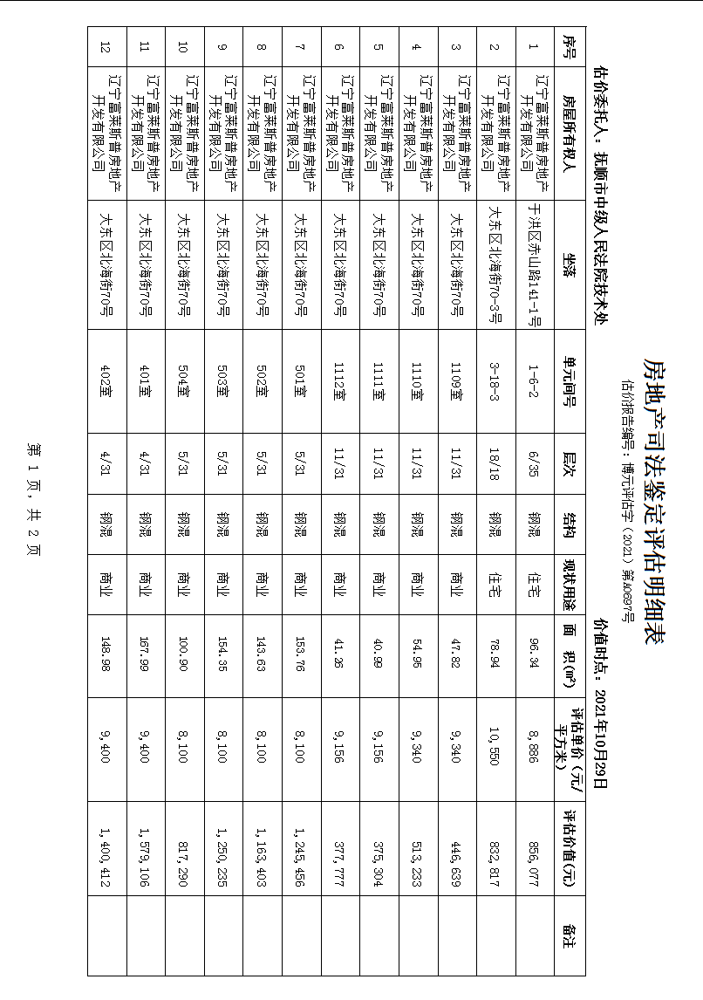 房地产司法鉴定评估明细表
估价报告编号：博元评估字（2021）第A0697号
估价委托人：抚顺市中级人民法院技术处 价值时点：2021年10月29日
序号 房屋所有权人 坐落 单元间号 层次 结构 现状用途 面 积(㎡) 评估单价（元/平方米） 评估价值(元) 备注
1 辽宁富莱斯普房地产开发有限公司 于洪区赤山路141-1号 1-6-2 6/35 钢混 住宅 96.34 8,886 856,077
2 辽宁富莱斯普房地产开发有限公司 大东区北海街70-3号 3-18-3 18/18 钢混 住宅 78.94 10,550 832,817
3 辽宁富莱斯普房地产开发有限公司 大东区北海街70号 1109室 11/31 钢混 商业 47.82 9,340 446,639
4 辽宁富莱斯普房地产开发有限公司 大东区北海街70号 1110室 11/31 钢混 商业 54.95 9,340 513,233
5 辽宁富莱斯普房地产开发有限公司 大东区北海街70号 1111室 11/31 钢混 商业 40.99 9,156 375,304
6 辽宁富莱斯普房地产开发有限公司 大东区北海街70号 1112室 11/31 钢混 商业 41.26 9,156 377,777
7 辽宁富莱斯普房地产开发有限公司 大东区北海街70号 501室 5/31 钢混 商业 153.76 8,100 1,245,456
8 辽宁富莱斯普房地产开发有限公司 大东区北海街70号 502室 5/31 钢混 商业 143.63 8,100 1,163,403
9 辽宁富莱斯普房地产开发有限公司 大东区北海街70号 503室 5/31 钢混 商业 154.35 8,100 1,250,235
10 辽宁富莱斯普房地产开发有限公司 大东区北海街70号 504室 5/31 钢混 商业 100.90 8,100 817,290
11 辽宁富莱斯普房地产开发有限公司 大东区北海街70号 401室 4/31 钢混 商业 167.99 9,400 1,579,106
12 辽宁富莱斯普房地产开发有限公司 大东区北海街70号 402室 4/31 钢混 商业 148.98 9,400 1,400,412
第 1 页，共 2 页